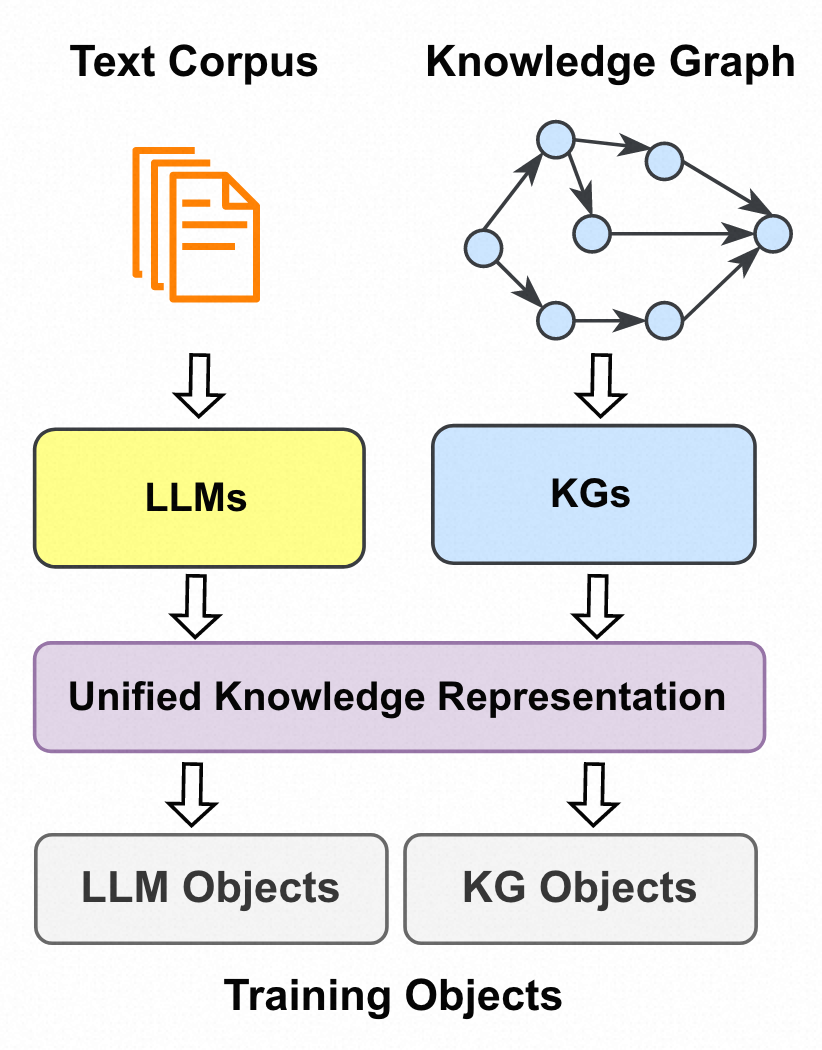 Text Corpus
Knowledge Graph
LLMs
KGs
Unified Knowledge Representation
LLM Objects
KG Objects
Training Objects